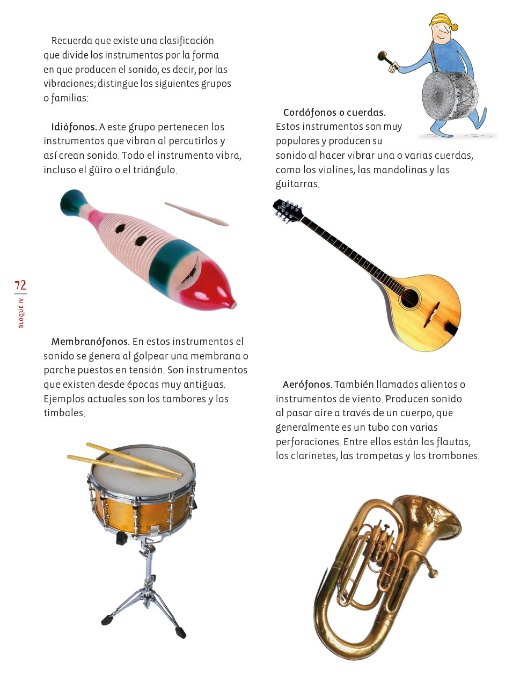 Recuerda que existe una clasificación
que divide los instrumentos por la forma
en que producen el sonido, es decir, por las
vibraciones; distingue los siguientes grupos
o familias:
Idiófonos. A este grupo pertenecen los
instrumentos que vibran al percutirlos y
así crean sonido. Todo el instrumento vibra,
incluso el güiro o el triángulo.
Membranófonos. En estos instrumentos el
sonido se genera al golpear una membrana o
parche puestos en tensión. Son instrumentos
que existen desde épocas muy antiguas.
Ejemplos actuales son los tambores y los
timbales.
Cordófonos o cuerdas.
Estos instrumentos son muy
populares y producen su
sonido al hacer vibrar una o varias cuerdas,
como los violines, las mandolinas y las
guitarras.
Aerófonos. También llamados alientos o
instrumentos de viento. Producen sonido
al pasar aire a través de un cuerpo, que
generalmente es un tubo con varias
perforaciones. Entre ellos están las flautas,
los clarinetes, las trompetas y los trombones.
72
BLOQUE IV